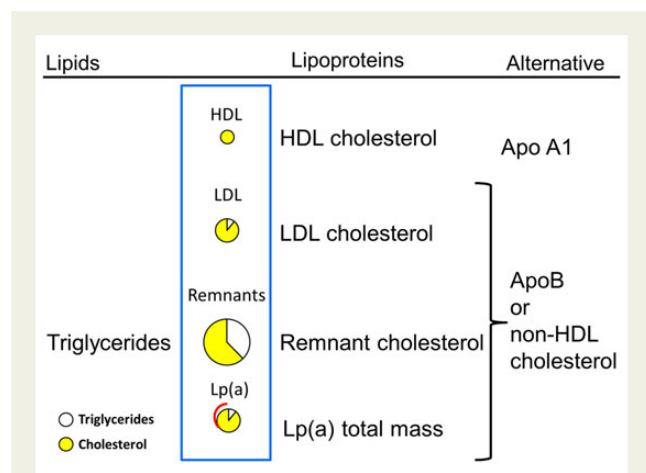 Lipids Lipoproteins Alternative
HDL
HDL cholesterol Apo A1
LDL
LDL cholesterol
ApoB
or
non-HDL
cholesterol
Remnants
Triglycerides Remnant cholesterol
Lp(a)
Lp(a) total mass
Triglycerides
Cholesterol